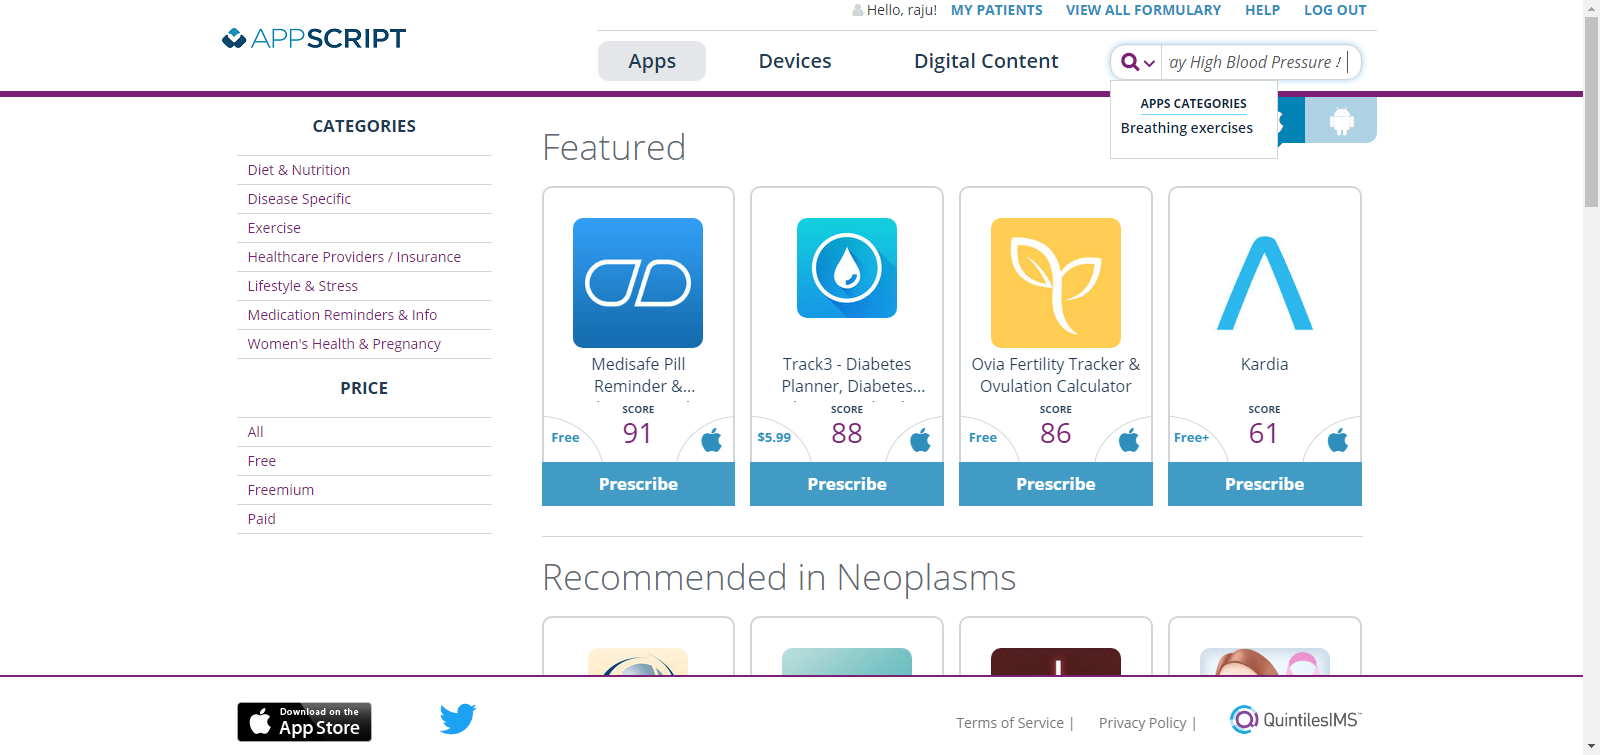 Hello, raju! MY PATIENTS VIEW ALL FORMULARY HELP LOG OUT
APPSCRIPT
Apps Devices Digital Content
ay High Blood Pressure
APPS CATEGORIES
Breathing exercises
CATEGORIES
Diet & Nutrition
Disease Specific
Exercise
Healthcare Providers / Insurance
Lifestyle & Stress
Medication Reminders & Info
Women's Health & Pregnancy
PRICE
All
Free
Freemium
Paid
Featured
Medisafe Pill
Reminder &...
SCORE
Free 91
Prescribe
Track3 - Diabetes
Planner, Diabetes...
SCORE
$5.99 88
Prescribe
Ovia Fertility Tracker &
Ovulation Calculator
SCORE
Free 86
Prescribe
Kardia
SCORE
Free+ 61
Prescribe
Recommended in Neoplasms
Download on the
App Store
Terms of Service |
Privacy Policy |
QuintilesIMS™